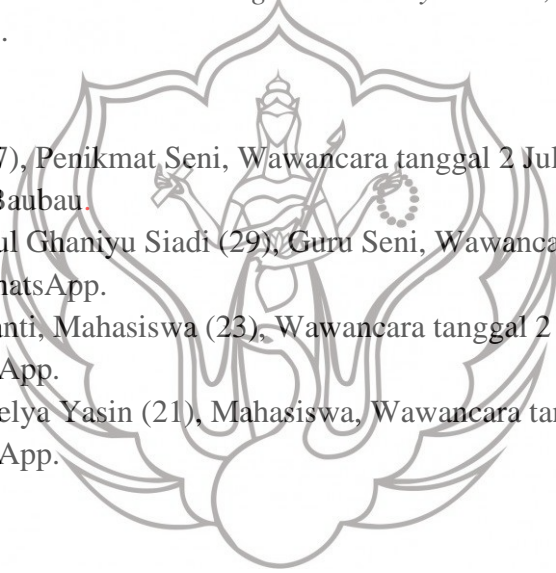 .
7), Penikmat Seni, Wawancara tanggal 2 Jul
Baubau.
ul Ghaniyu Siadi (29), Guru Seni, Wawanca
hatsApp.
anti, Mahasiswa (23), Wawancara tanggal 2
App.
elya Yasin (21), Mahasiswa, Wawancara tan
App.